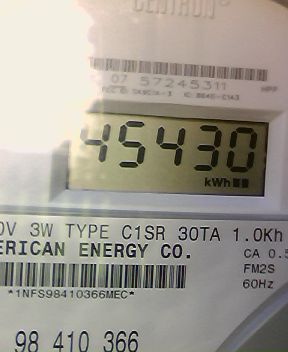 CENTRON
07 57245311
45430
kWh
0V 3W TYPE C1SR 30TA 1.0Kh
ERICAN ENERGY CO.
CA 0.5
FM2S
60Hz
*1NFS98410366MEC*
98 410 366